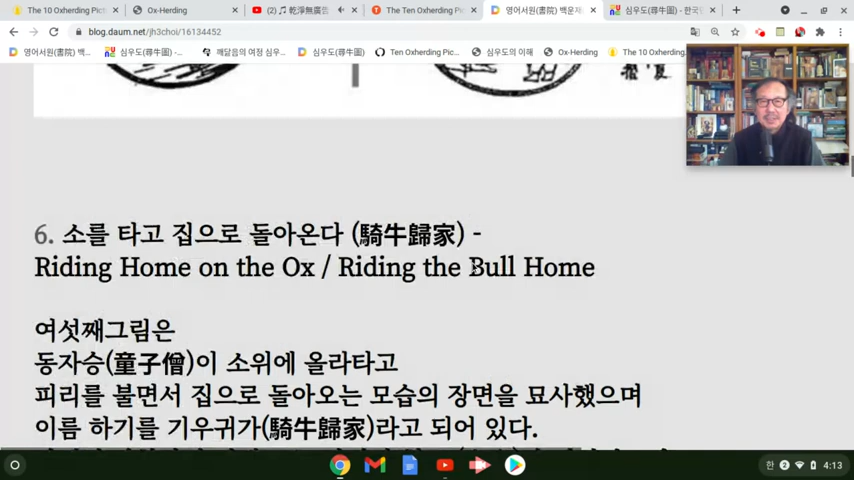 The 10 Oxherding Pict
Ox-Herding
(2) ♬ 乾淨無廣告
The Ten Oxherding Pic
영어서원(書院) 백운재
심우도(尋牛圖) - 한국민
blog.daum.net/jh3choi/16134452
영어서원(書院) 백...
심우도(尋牛圖) -...
깨달음의 여정 심우...
Ten Oxherding Pict...
심우도의 이해
Ox-Herding
The 10 Oxherding...
6. 소를 타고 집으로 돌아온다 (騎牛歸家) -
Riding Home on the Ox / Riding the Bull Home
여섯째그림은
동자승(童子僧)이 소위에 올라타고
피리를 불면서 집으로 돌아오는 모습의 장면을 묘사했으며
이름 하기를 기우귀가(騎牛歸家)라고 되어 있다.
한 2 4:13